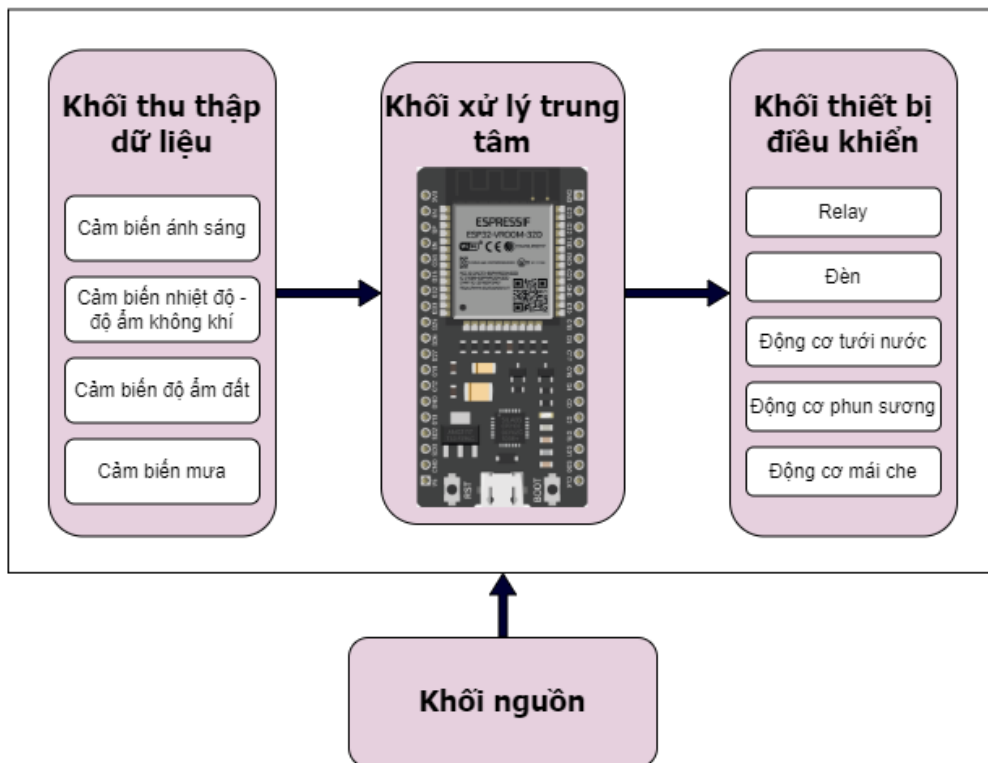 Khối thu thập
dữ liệu
Cảm biến ánh sáng
Cảm biến nhiệt độ -
độ ẩm không khí
Cảm biến độ ẩm đất
Cảm biến mưa
Khối xử lý trung
tâm
ESPRESSIF
ESP32-WROOM-32D
RST
BOOT
Khối thiết bị
điều khiển
Relay
Đèn
Động cơ tưới nước
Động cơ phun sương
Động cơ mái che
Khối nguồn